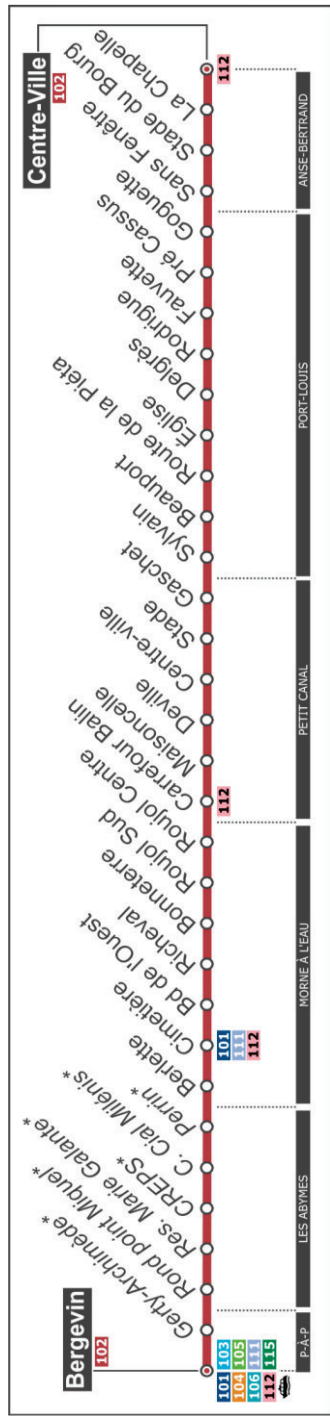 Bergevin
102
Centre-Ville
102
Gerty-Archimède*
Rond point Miquel*
Res. Marie Galante*
CREPS*
C. Cial Milénis*
Perrin*
Berlette
Cimetière
Bd de l'Ouest
Richeval
Bonneterre
Roujol Sud
Roujol Centre
Carrefour Balin
Maisoncelle
Deville
Centre-ville
Stade
Gaschet
Sylvain
Beauport
Route de la Piéta
Église
Delgrès
Rodrigue
Fauvette
Pré Cassus
Goguette
Sans Fenêtre
Stade du Bourg
La Chapelle
101 103
104 105
106 111
112 115
101
111
112
112
112
P-À-P
LES ABYMES
MORNE À L'EAU
PETIT CANAL
PORT-LOUIS
ANSE-BERTRAND